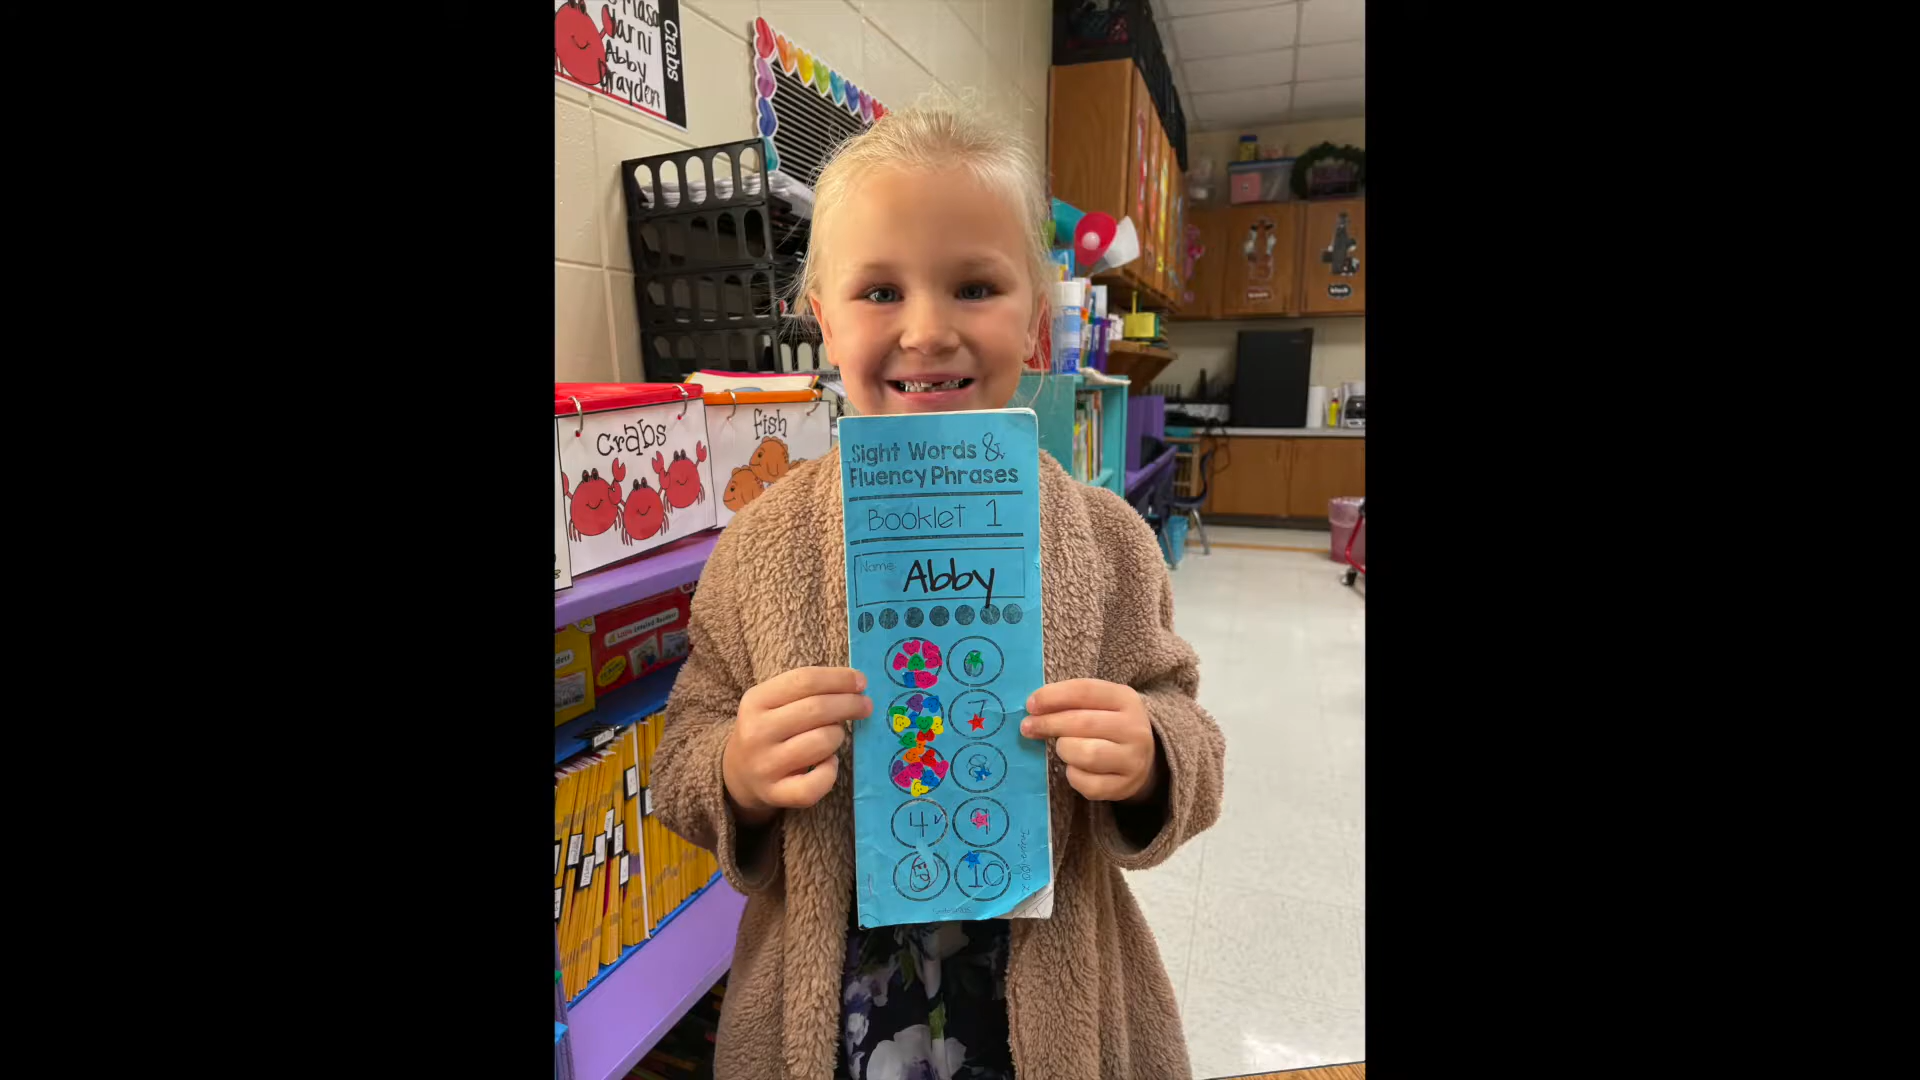 Crabs
Marni
Abby
Brayden
Crabs
fish
Sight Words &
Fluency Phrases
Booklet 1
Name:
Abby
6
7
8
4
9
10